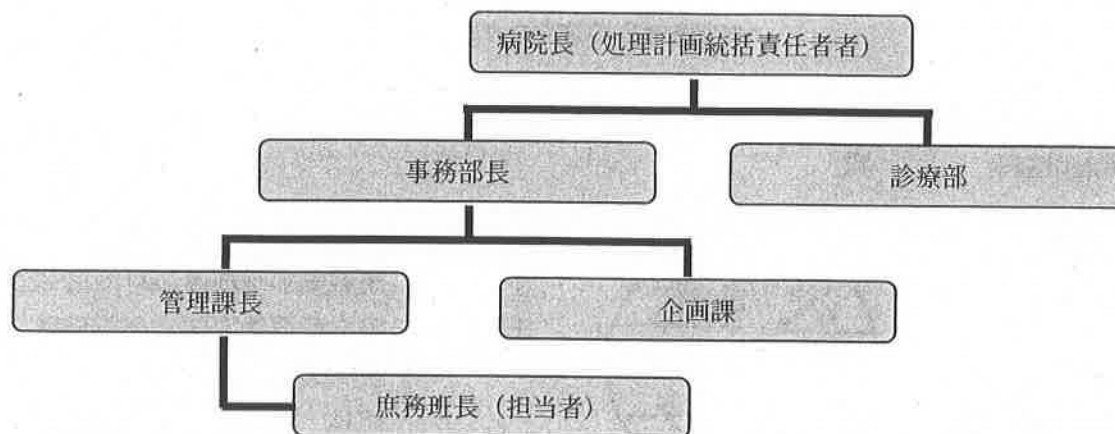 病院長（処理計画統括責任者者）
事務部長
診療部
管理課長
企画課
庶務班長（担当者）